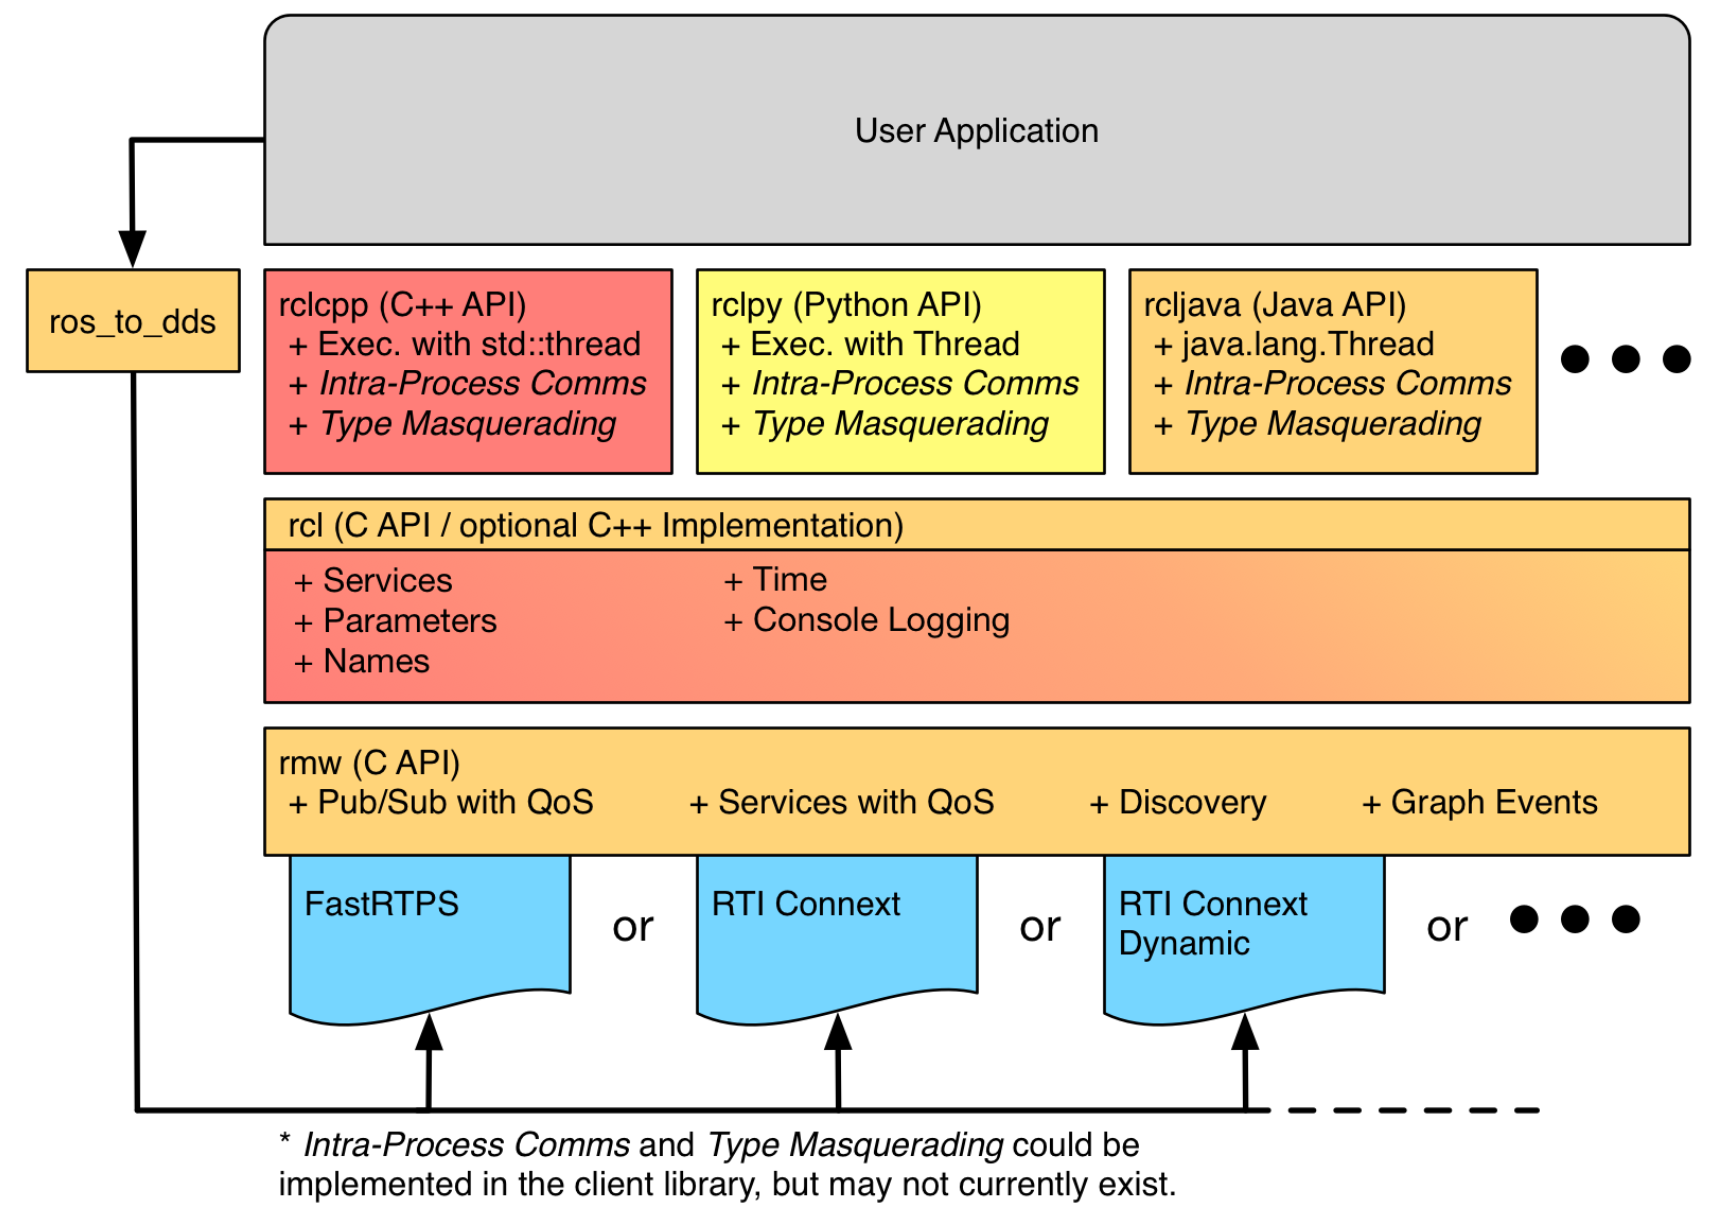 User Application
ros_to_dds
rclcpp (C++ API)
+ Exec. with std::thread
+ Intra-Process Comms
+ Type Masquerading
rclpy (Python API)
+ Exec. with Thread
+ Intra-Process Comms
+ Type Masquerading
rcljava (Java API)
+ java.lang.Thread
+ Intra-Process Comms
+ Type Masquerading
rcl (C API / optional C++ Implementation)
+ Services
+ Parameters
+ Names
+ Time
+ Console Logging
rmw (C API)
+ Pub/Sub with QoS
+ Services with QoS
+ Discovery
+ Graph Events
FastRTPS
or
RTI Connext
or
RTI Connext
Dynamic
or
* Intra-Process Comms and Type Masquerading could be
implemented in the client library, but may not currently exist.